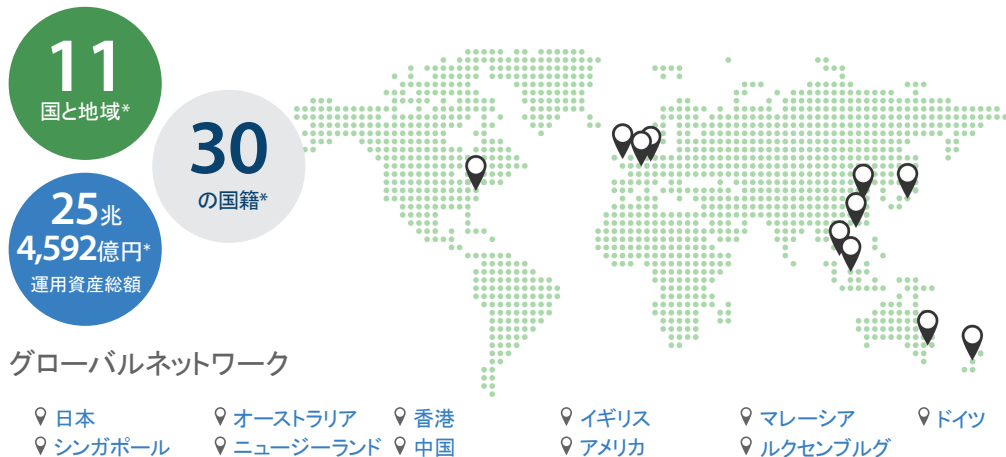 11
国と地域*
30
の国籍*
25兆
4,592億円*
運用資産総額
グローバルネットワーク
日本 オーストラリア 香港 イギリス マレーシア ドイツ
シンガポール ニュージーランド 中国 アメリカ ルクセンブルグ